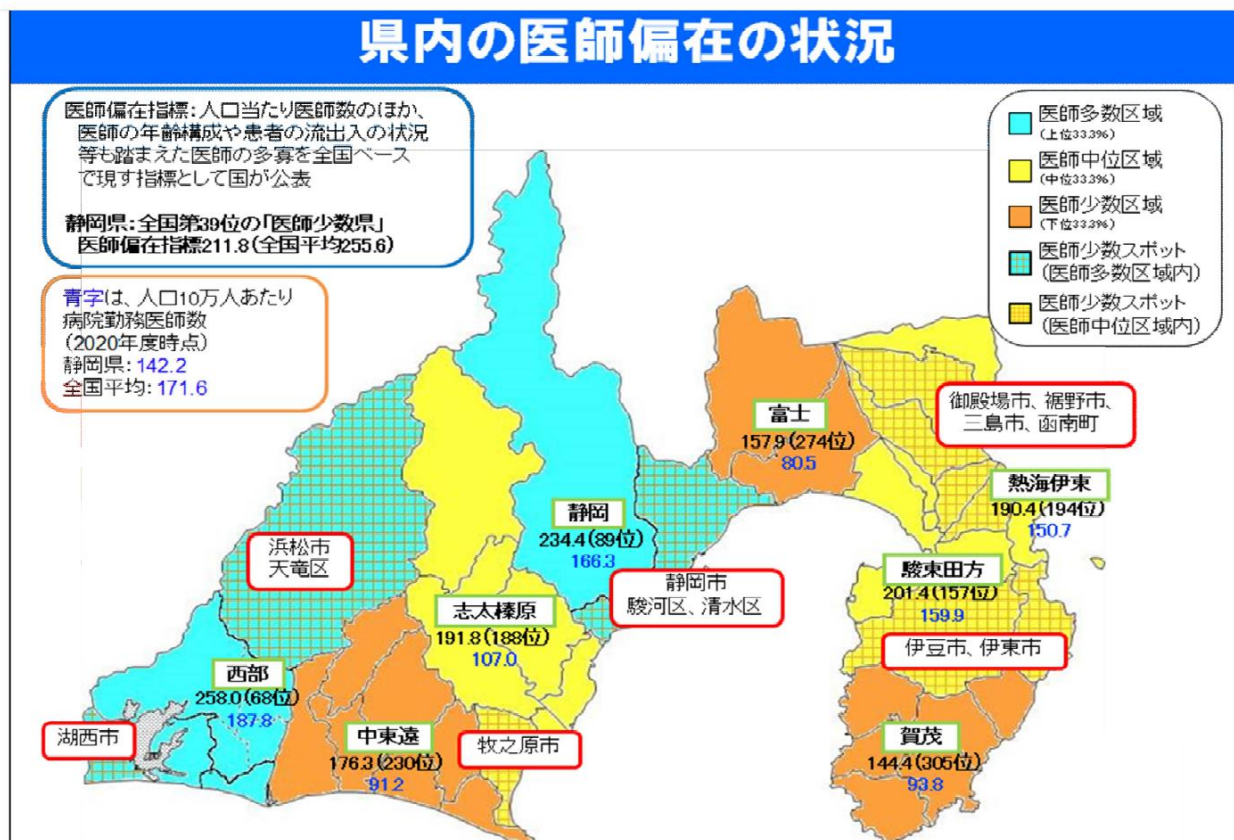 県内の医師偏在の状況
医師偏在指標:人口当たり医師数のほか、
医師の年齢構成や患者の流出入の状況
等も踏まえた医師の多寡を全国ベース
で現す指標として国が公表
静岡県:全国第39位の「医師少数県」
医師偏在指標211.8(全国平均255.6)
青字は、人口10万人あたり
病院勤務医師数
(2020年度時点)
静岡県:142.2
全国平均:171.6
医師多数区域
(上位33.3%)
医師中位区域
(中位33.3%)
医師少数区域
(下位33.3%)
医師少数スポット
(医師多数区域内)
医師少数スポット
(医師中位区域内)
富士
157.9(274位)
80.5
御殿場市、裾野市、
三島市、函南町
熱海伊東
190.4(194位)
150.7
静岡
234.4(89位)
166.3
浜松市
天竜区
静岡市
駿河区、清水区
駿東田方
201.4(157位)
159.9
志太榛原
191.8(188位)
107.0
伊豆市、伊東市
西部
258.0(68位)
187.8
湖西市
中東遠
176.3(230位)
91.2
牧之原市
賀茂
144.4(305位)
93.8